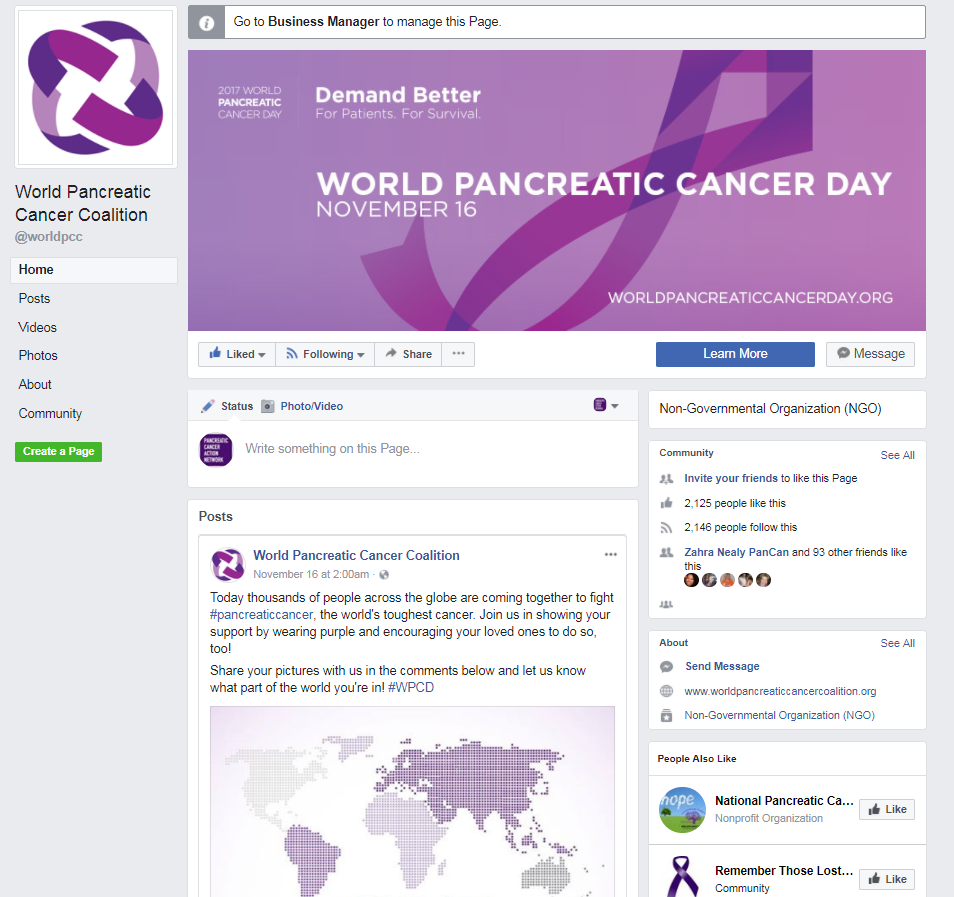 Go to Business Manager to manage this Page.
2017 WORLD
PANCREATIC
CANCER DAY
Demand Better
For Patients. For Survival.
WORLD PANCREATIC CANCER DAY
NOVEMBER 16
WORLDPANCREATICCANCERDAY.ORG
World Pancreatic
Cancer Coalition
@worldpcc
Home
Posts
Videos
Photos
About
Community
Create a Page
Liked
Following
Share
Learn More
Message
Status
Photo/Video
PANCREATIC
CANCER
ACTION
NETWORK
Write something on this Page...
Posts
World Pancreatic Cancer Coalition
November 16 at 2:00am ·
Today thousands of people across the globe are coming together to fight
#pancreaticcancer, the world's toughest cancer. Join us in showing your
support by wearing purple and encouraging your loved ones to do so,
too!
Share your pictures with us in the comments below and let us know
what part of the world you're in! #WPCD
Non-Governmental Organization (NGO)
Community
See All
Invite your friends to like this Page
2,125 people like this
2,146 people follow this
Zahra Nealy PanCan and 93 other friends like
this
About
See All
Send Message
www.worldpancreaticcancercoalition.org
Non-Governmental Organization (NGO)
People Also Like
hope
National Pancreatic Ca...
Nonprofit Organization
Like
Remember Those Lost...
Community
Like